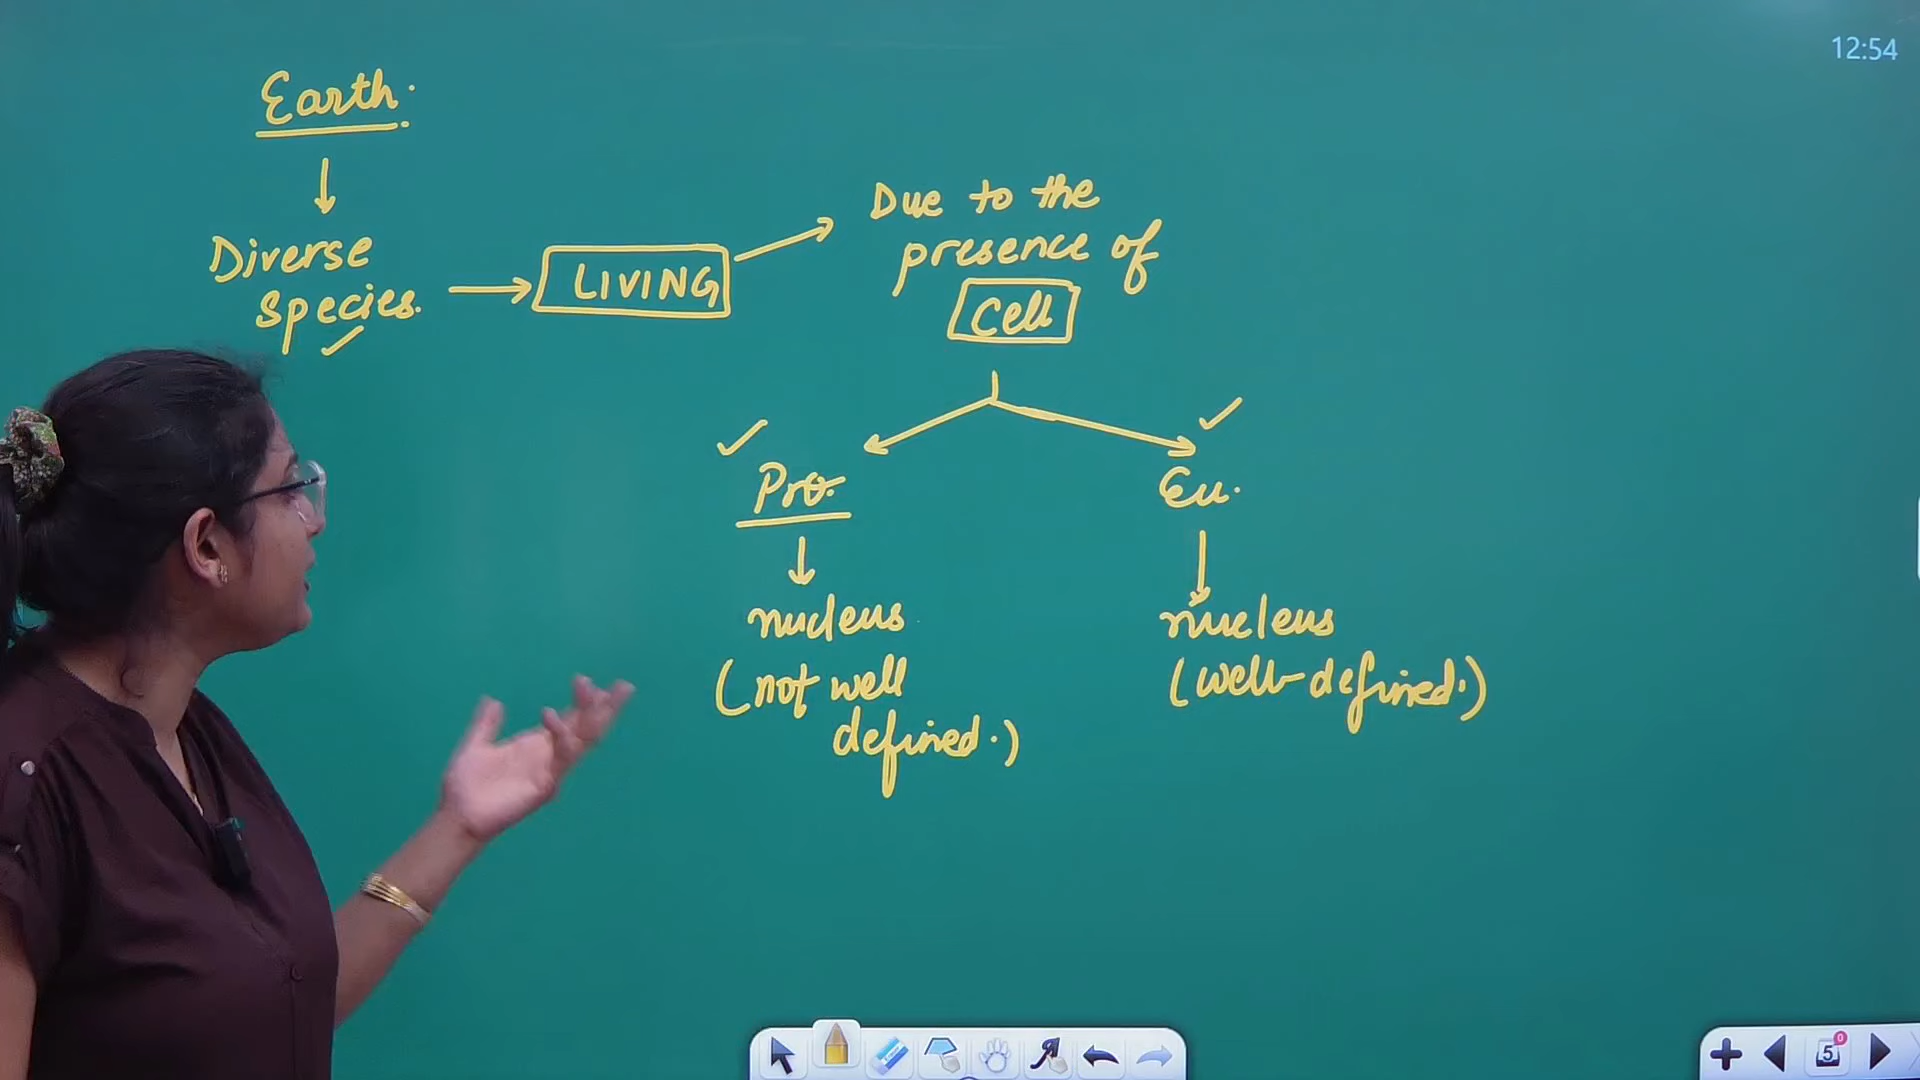 12:54
Earth.
Diverse
species.
LIVING
Due to the
presence of
Cell
Pro.
Eu.
nucleus
(not well
defined.)
nucleus
(well-defined.)
5
0